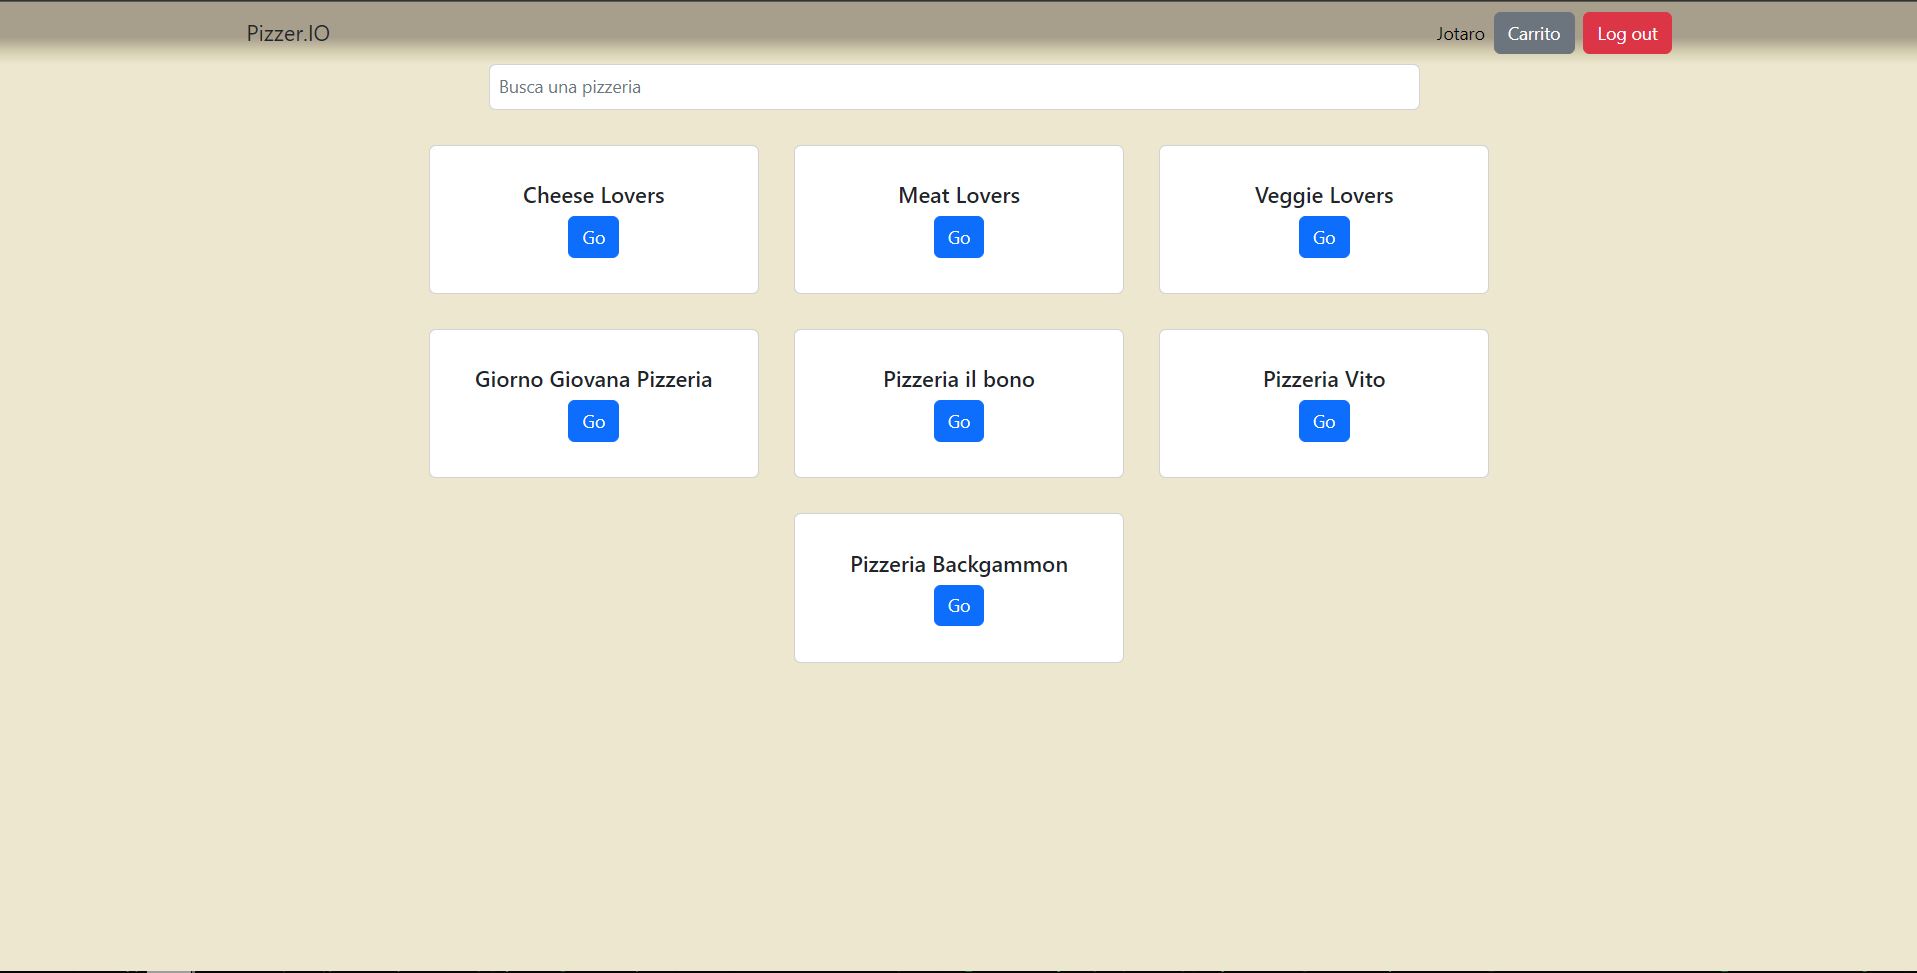 Pizzer.IO
Jotaro
Carrito
Log out
Busca una pizzeria
Cheese Lovers
Go
Meat Lovers
Go
Veggie Lovers
Go
Giorno Giovana Pizzeria
Go
Pizzeria il bono
Go
Pizzeria Vito
Go
Pizzeria Backgammon
Go